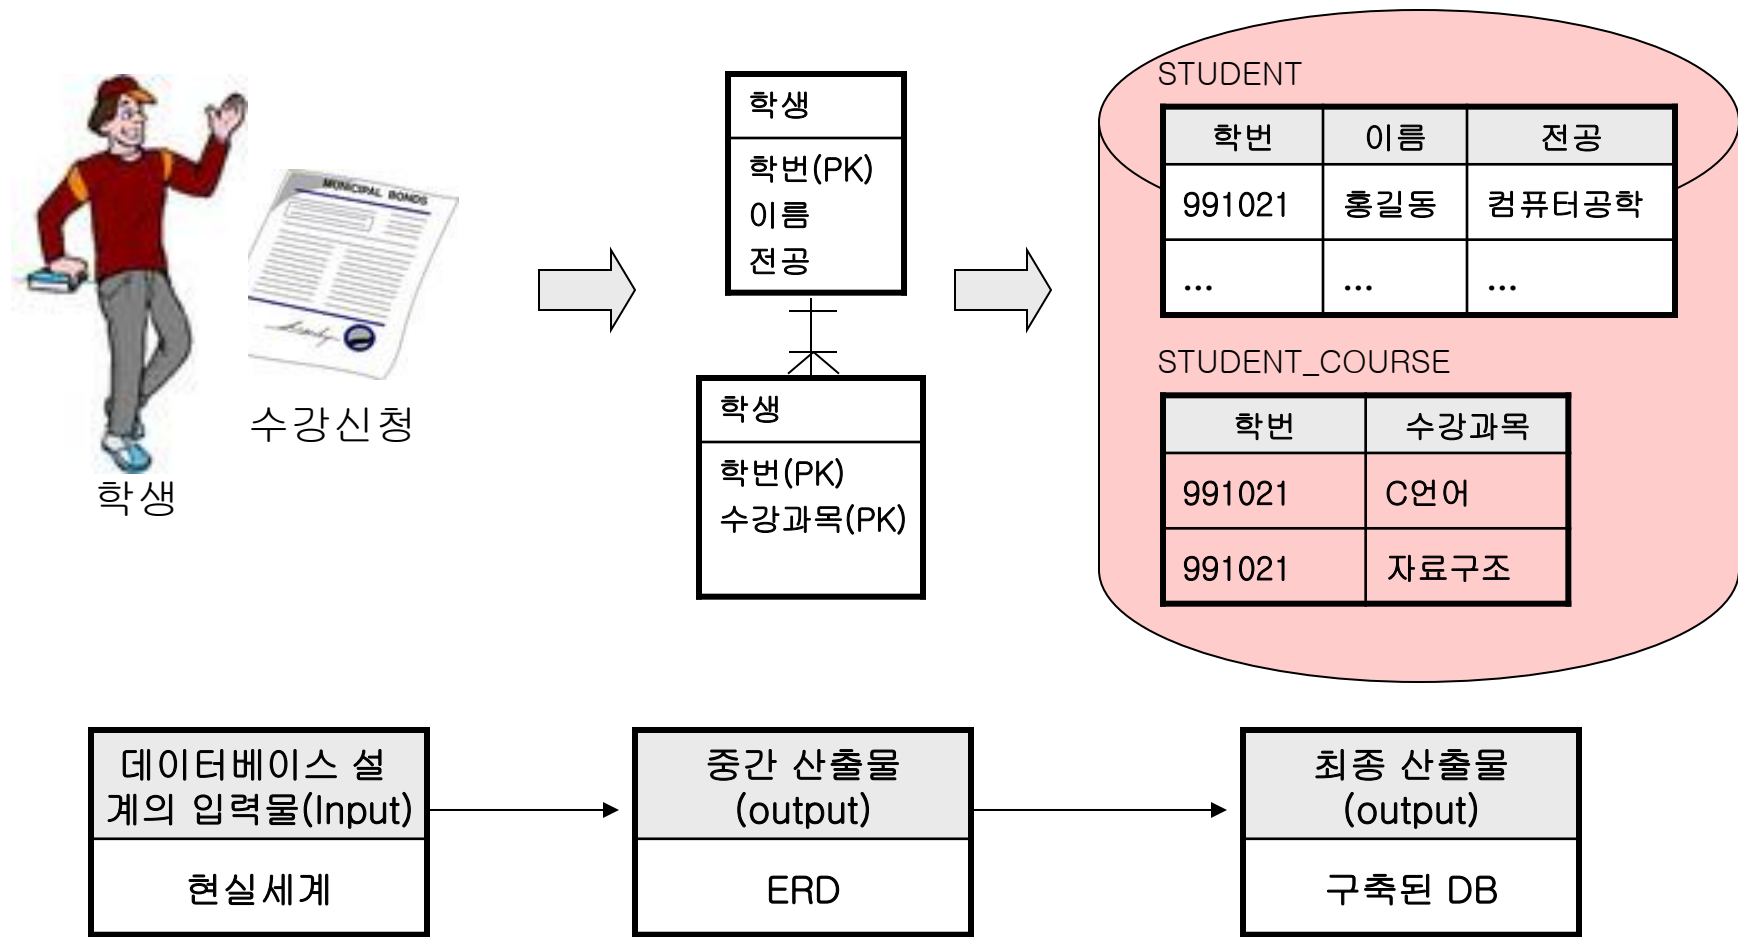 MUNICIPAL BONDS
수강신청
학생
학생
학번(PK)
이름
전공
학생
학번(PK)
수강과목(PK)
STUDENT
학번 이름 전공
991021 홍길동 컴퓨터공학
... ... ...
STUDENT_COURSE
학번 수강과목
991021 C언어
991021 자료구조
데이터베이스 설
계의 입력물(Input)
현실세계
중간 산출물
(output)
ERD
최종 산출물
(output)
구축된 DB